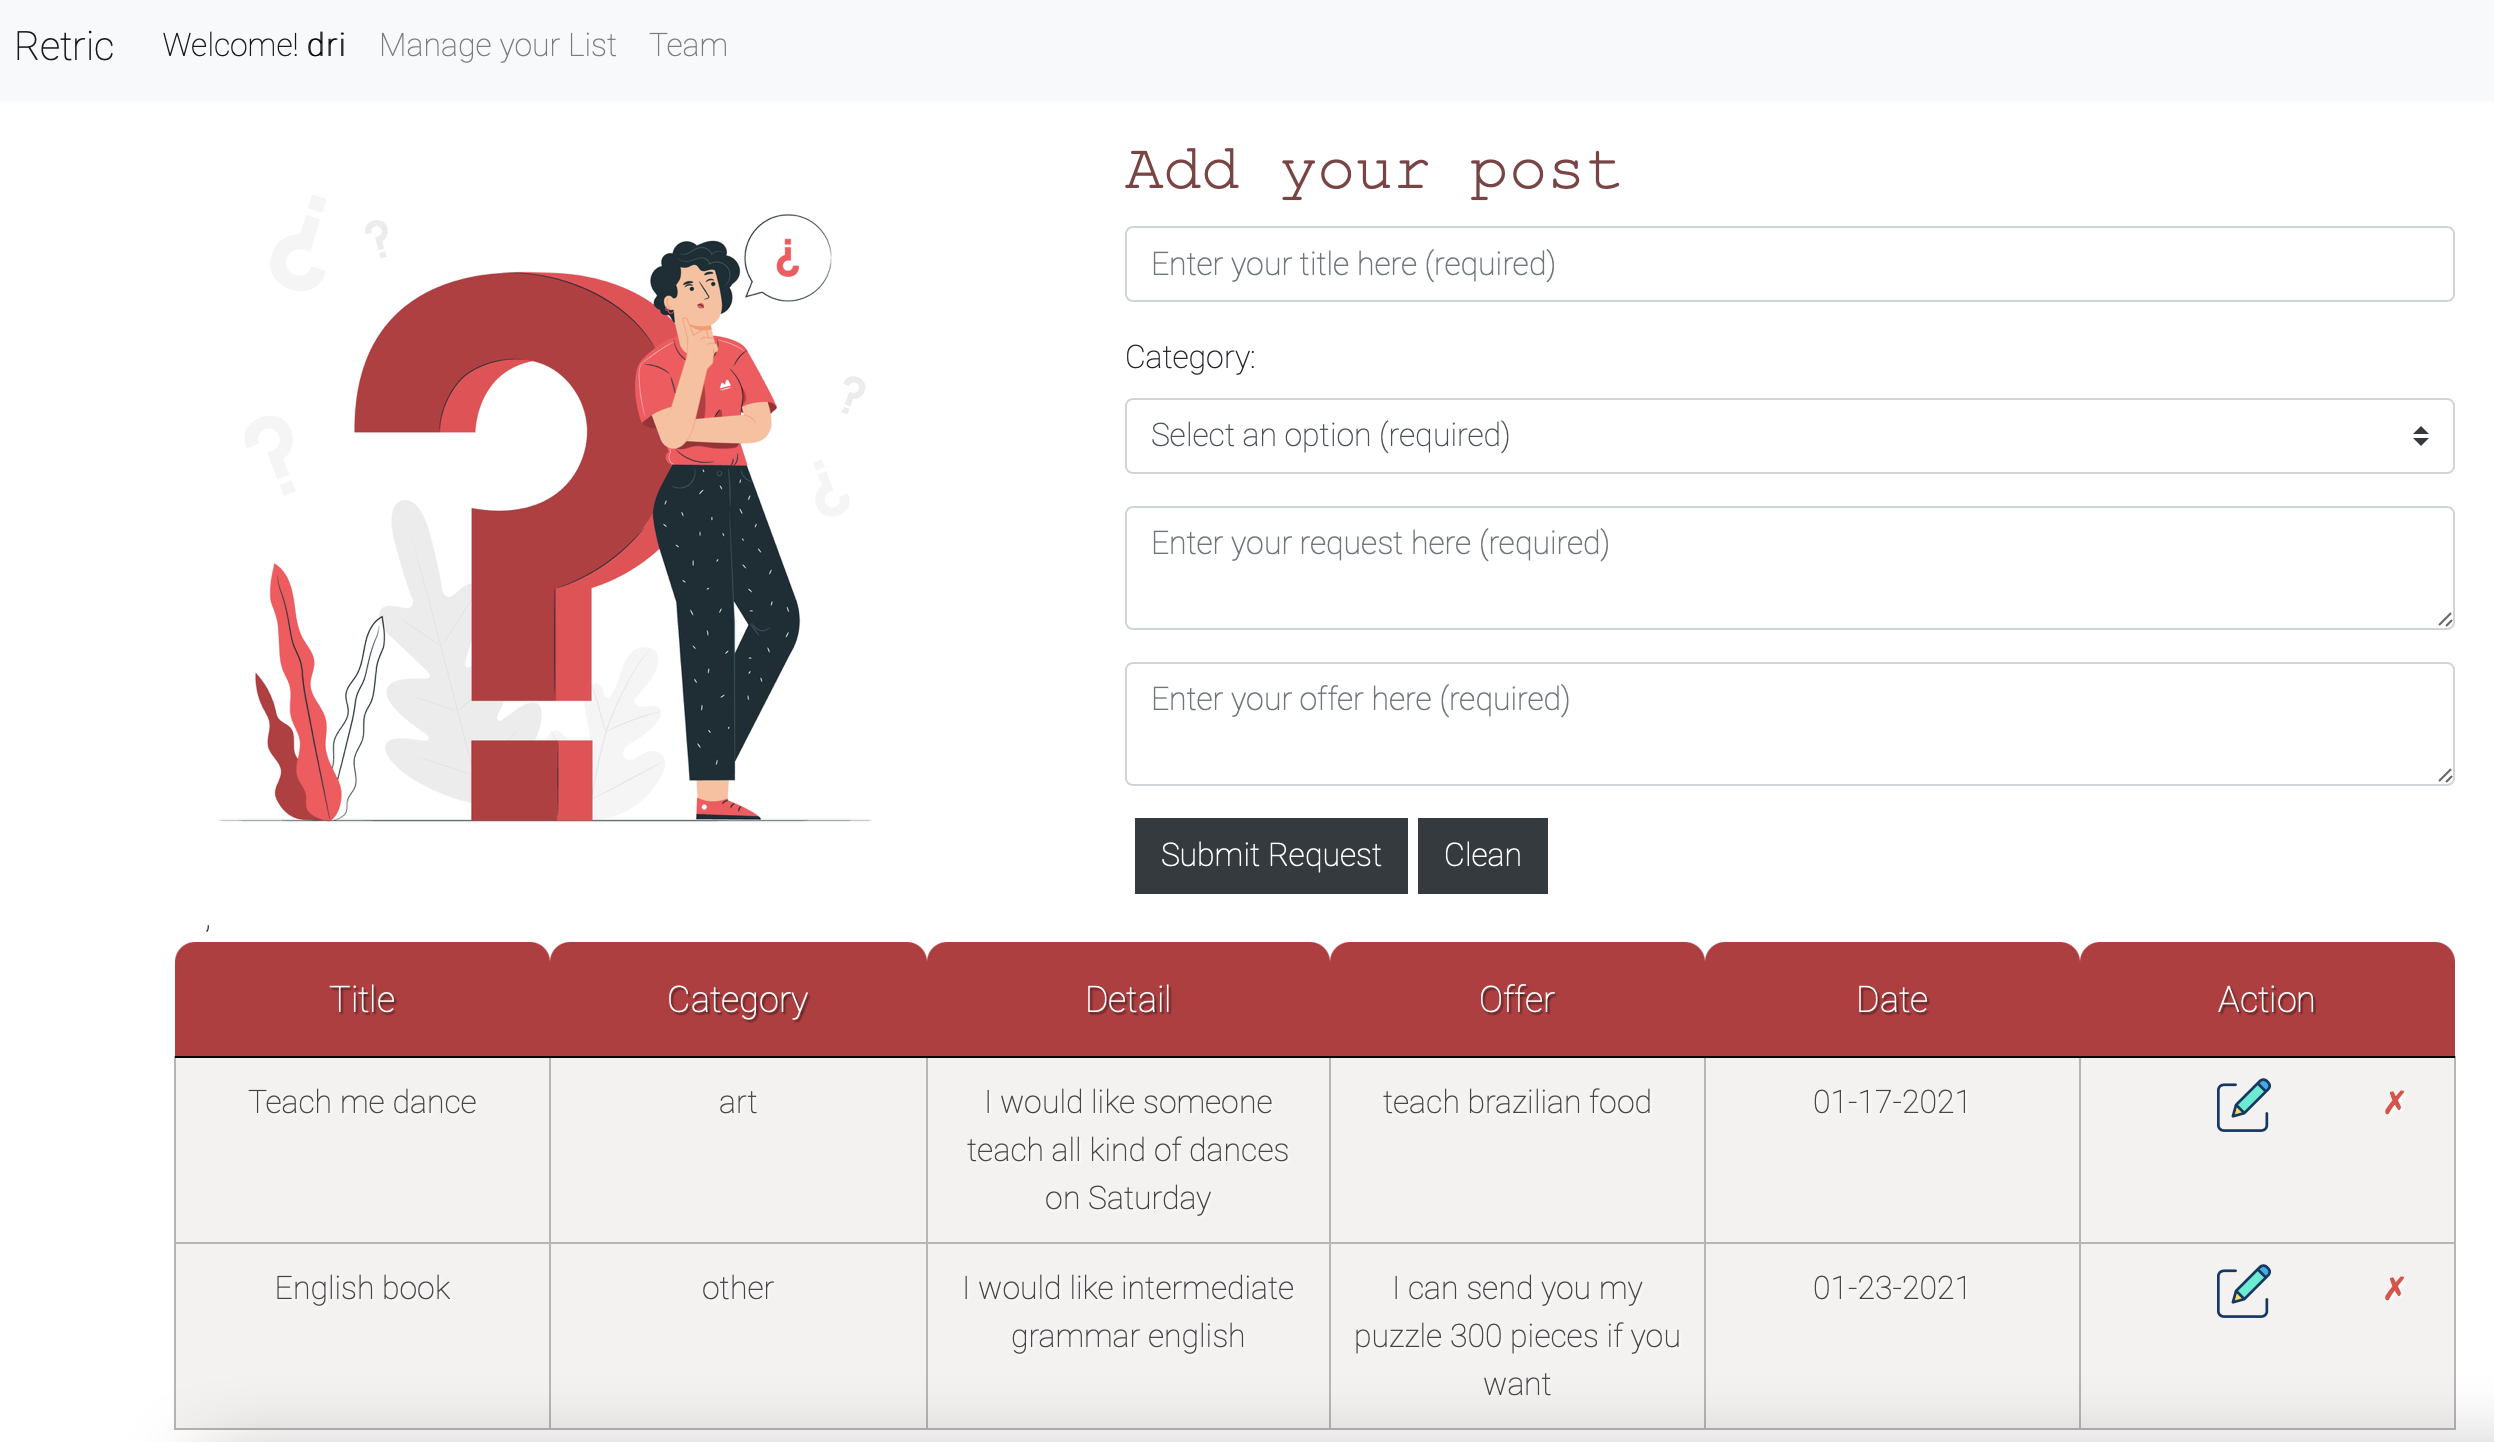 Retric Welcome! dri Manage your List Team
¿
?
¿
?
?
¿
?
Add your post
Enter your title here (required)
Category:
Select an option (required)
Enter your request here (required)
Enter your offer here (required)
Submit Request Clean
,
Title Category Detail Offer Date Action
Teach me dance art I would like someone teach brazilian food 01-17-2021 ✗
teach all kind of dances
on Saturday
English book other I would like intermediate I can send you my 01-23-2021 ✗
grammar english puzzle 300 pieces if you
want